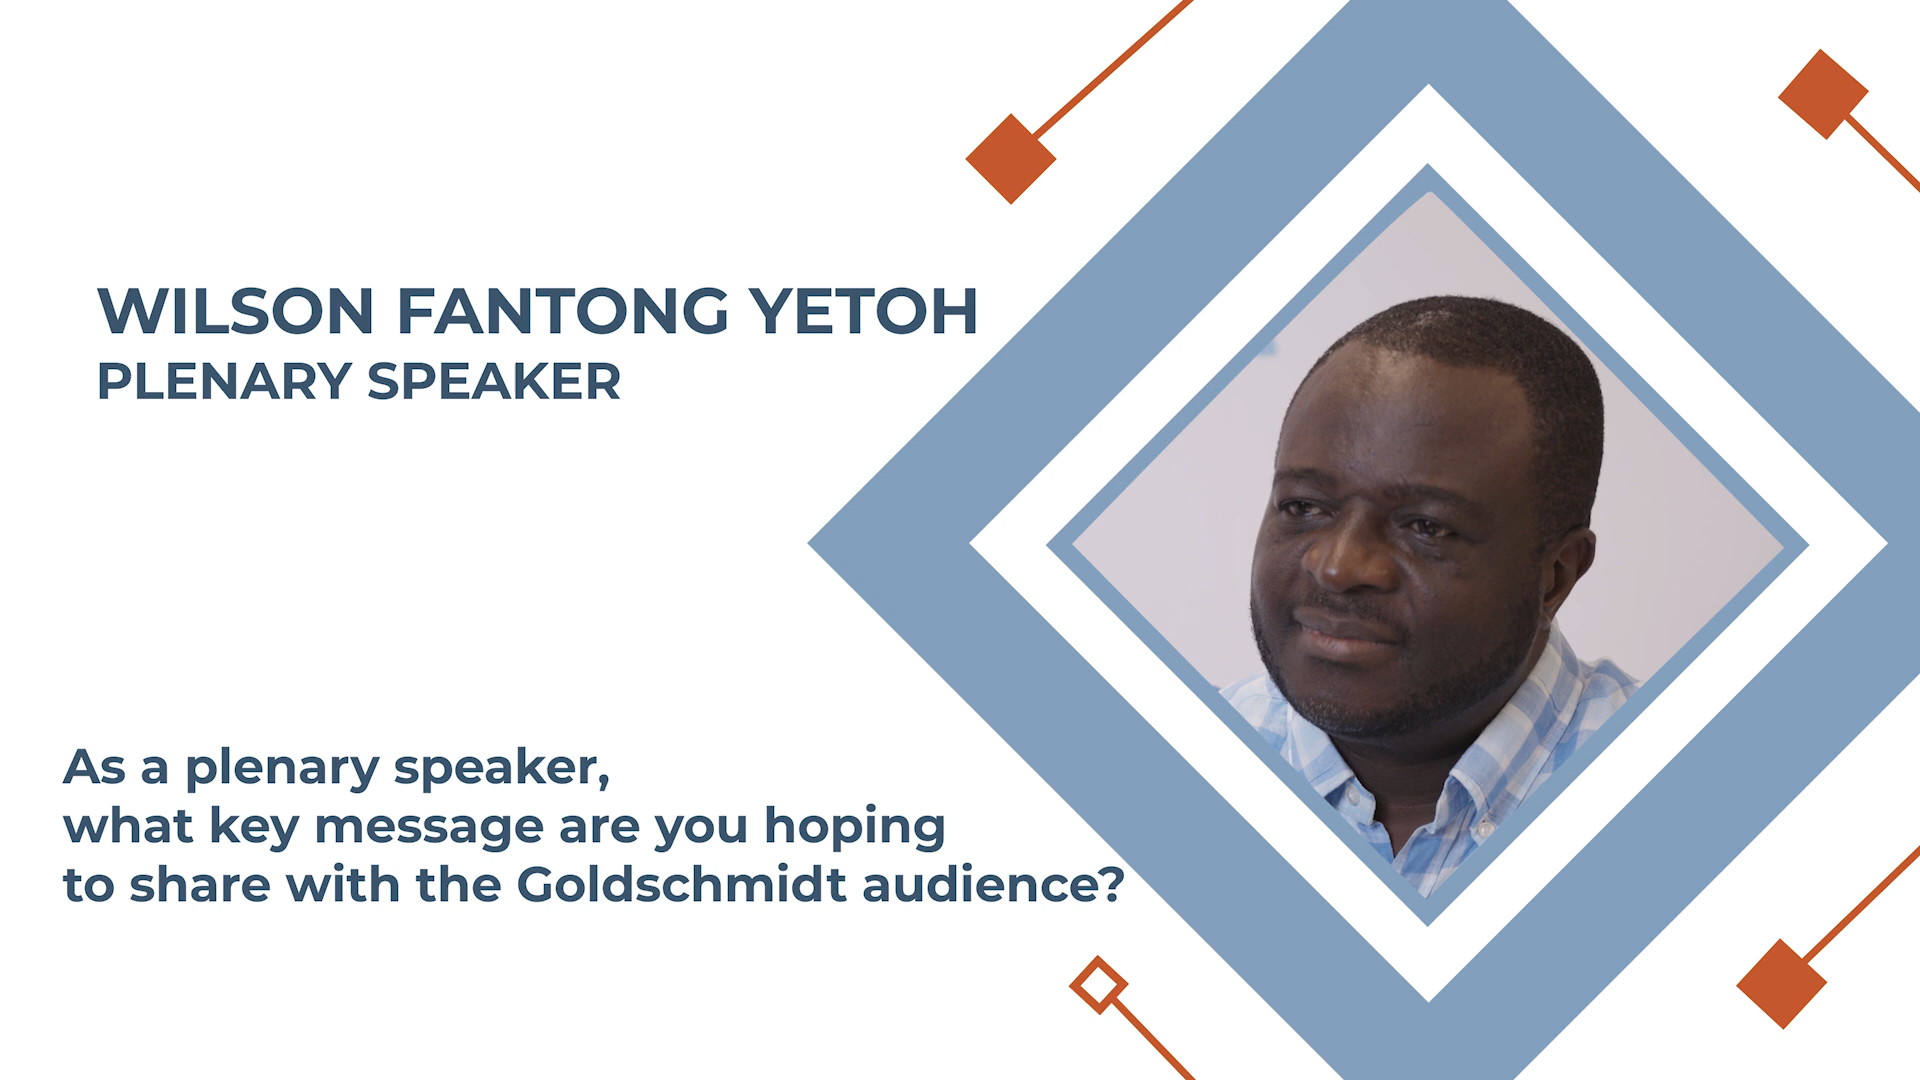 WILSON FANTONG YETOH
PLENARY SPEAKER
As a plenary speaker,
what key message are you hoping
to share with the Goldschmidt audience?